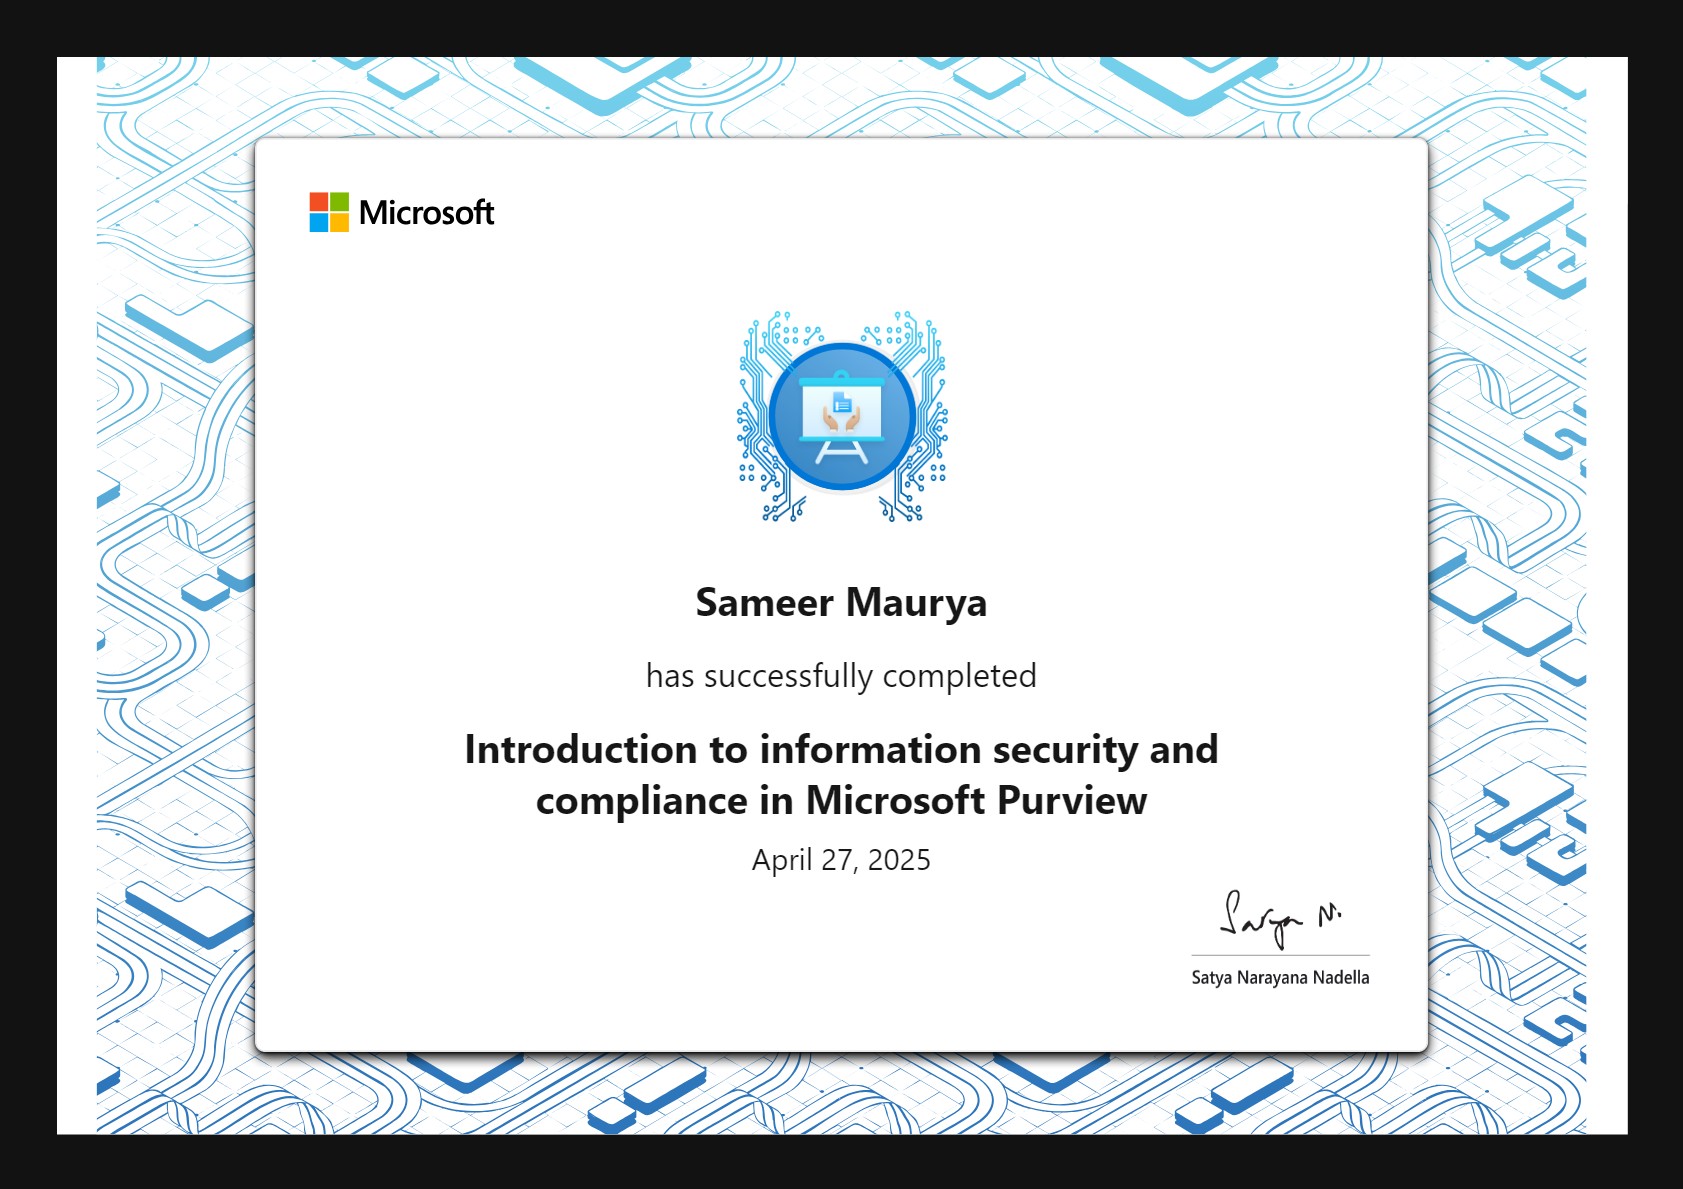 Microsoft
Sameer Maurya
has successfully completed
Introduction to information security and
compliance in Microsoft Purview
April 27, 2025
Satya N.
Satya Narayana Nadella